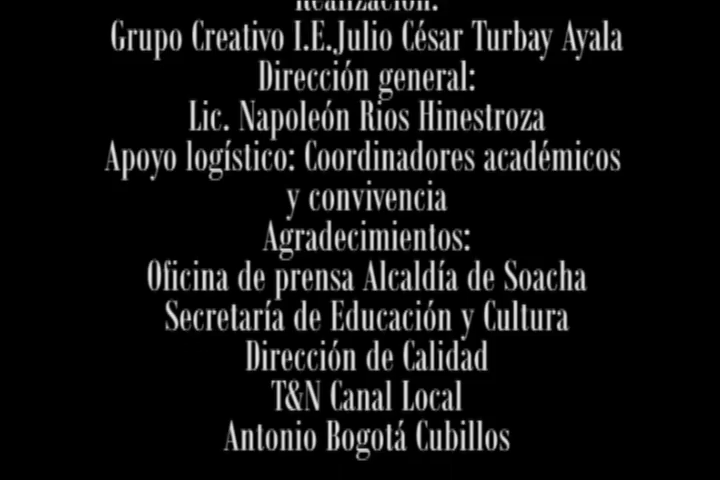 Realización:
Grupo Creativo I.E.Julio César Turbay Ayala
Dirección general:
Lic. Napoleón Rios Hinestroza
Apoyo logístico: Coordinadores académicos
y convivencia
Agradecimientos:
Oficina de prensa Alcaldía de Soacha
Secretaría de Educación y Cultura
Dirección de Calidad
T&N Canal Local
Antonio Bogotá Cubillos